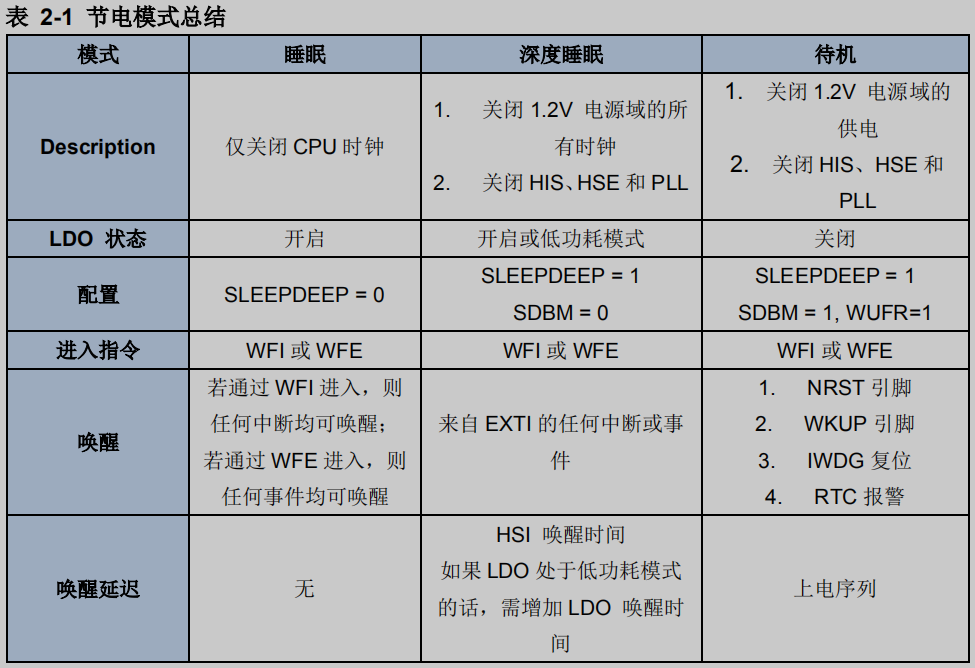 表 2-1 节电模式总结
模式 睡眠 深度睡眠 待机
Description
仅关闭 CPU 时钟
1. 关闭 1.2V 电源域的所
有时钟
2. 关闭 HIS、HSE 和 PLL
1. 关闭 1.2V 电源域的
供电
2. 关闭 HIS、HSE 和
PLL
LDO 状态 开启 开启或低功耗模式 关闭
配置
SLEEPDEEP = 0
SLEEPDEEP = 1
SDBM = 0
SLEEPDEEP = 1
SDBM = 1, WUFR=1
进入指令 WFI 或 WFE WFI 或 WFE WFI 或 WFE
唤醒
若通过 WFI 进入，则
任何中断均可唤醒；
若通过 WFE 进入，则
任何事件均可唤醒
来自 EXTI 的任何中断或事
件
1. NRST 引脚
2. WKUP 引脚
3. IWDG 复位
4. RTC 报警
唤醒延迟
无
HSI 唤醒时间
如果 LDO 处于低功耗模式
的话，需增加 LDO 唤醒时
间
上电序列